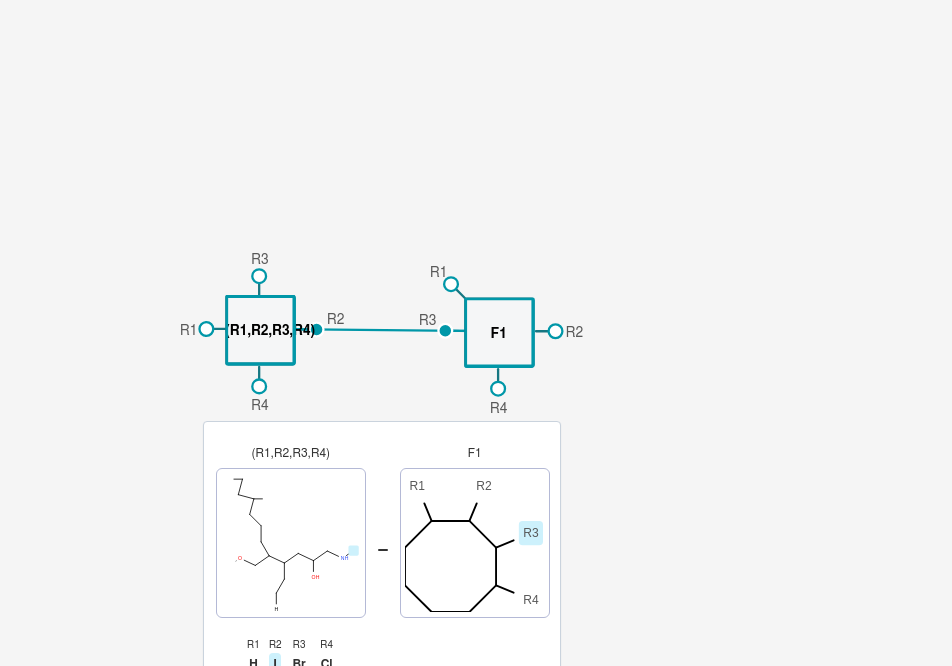 R3
R1
R1
(R1,R2,R3,R4)
R2
R3
F1
R2
R4
R4
(R1,R2,R3,R4)
F1
R1
R2
R3
O
NH
OH
R4
H
R1 R2 R3 R4
H I Br Cl